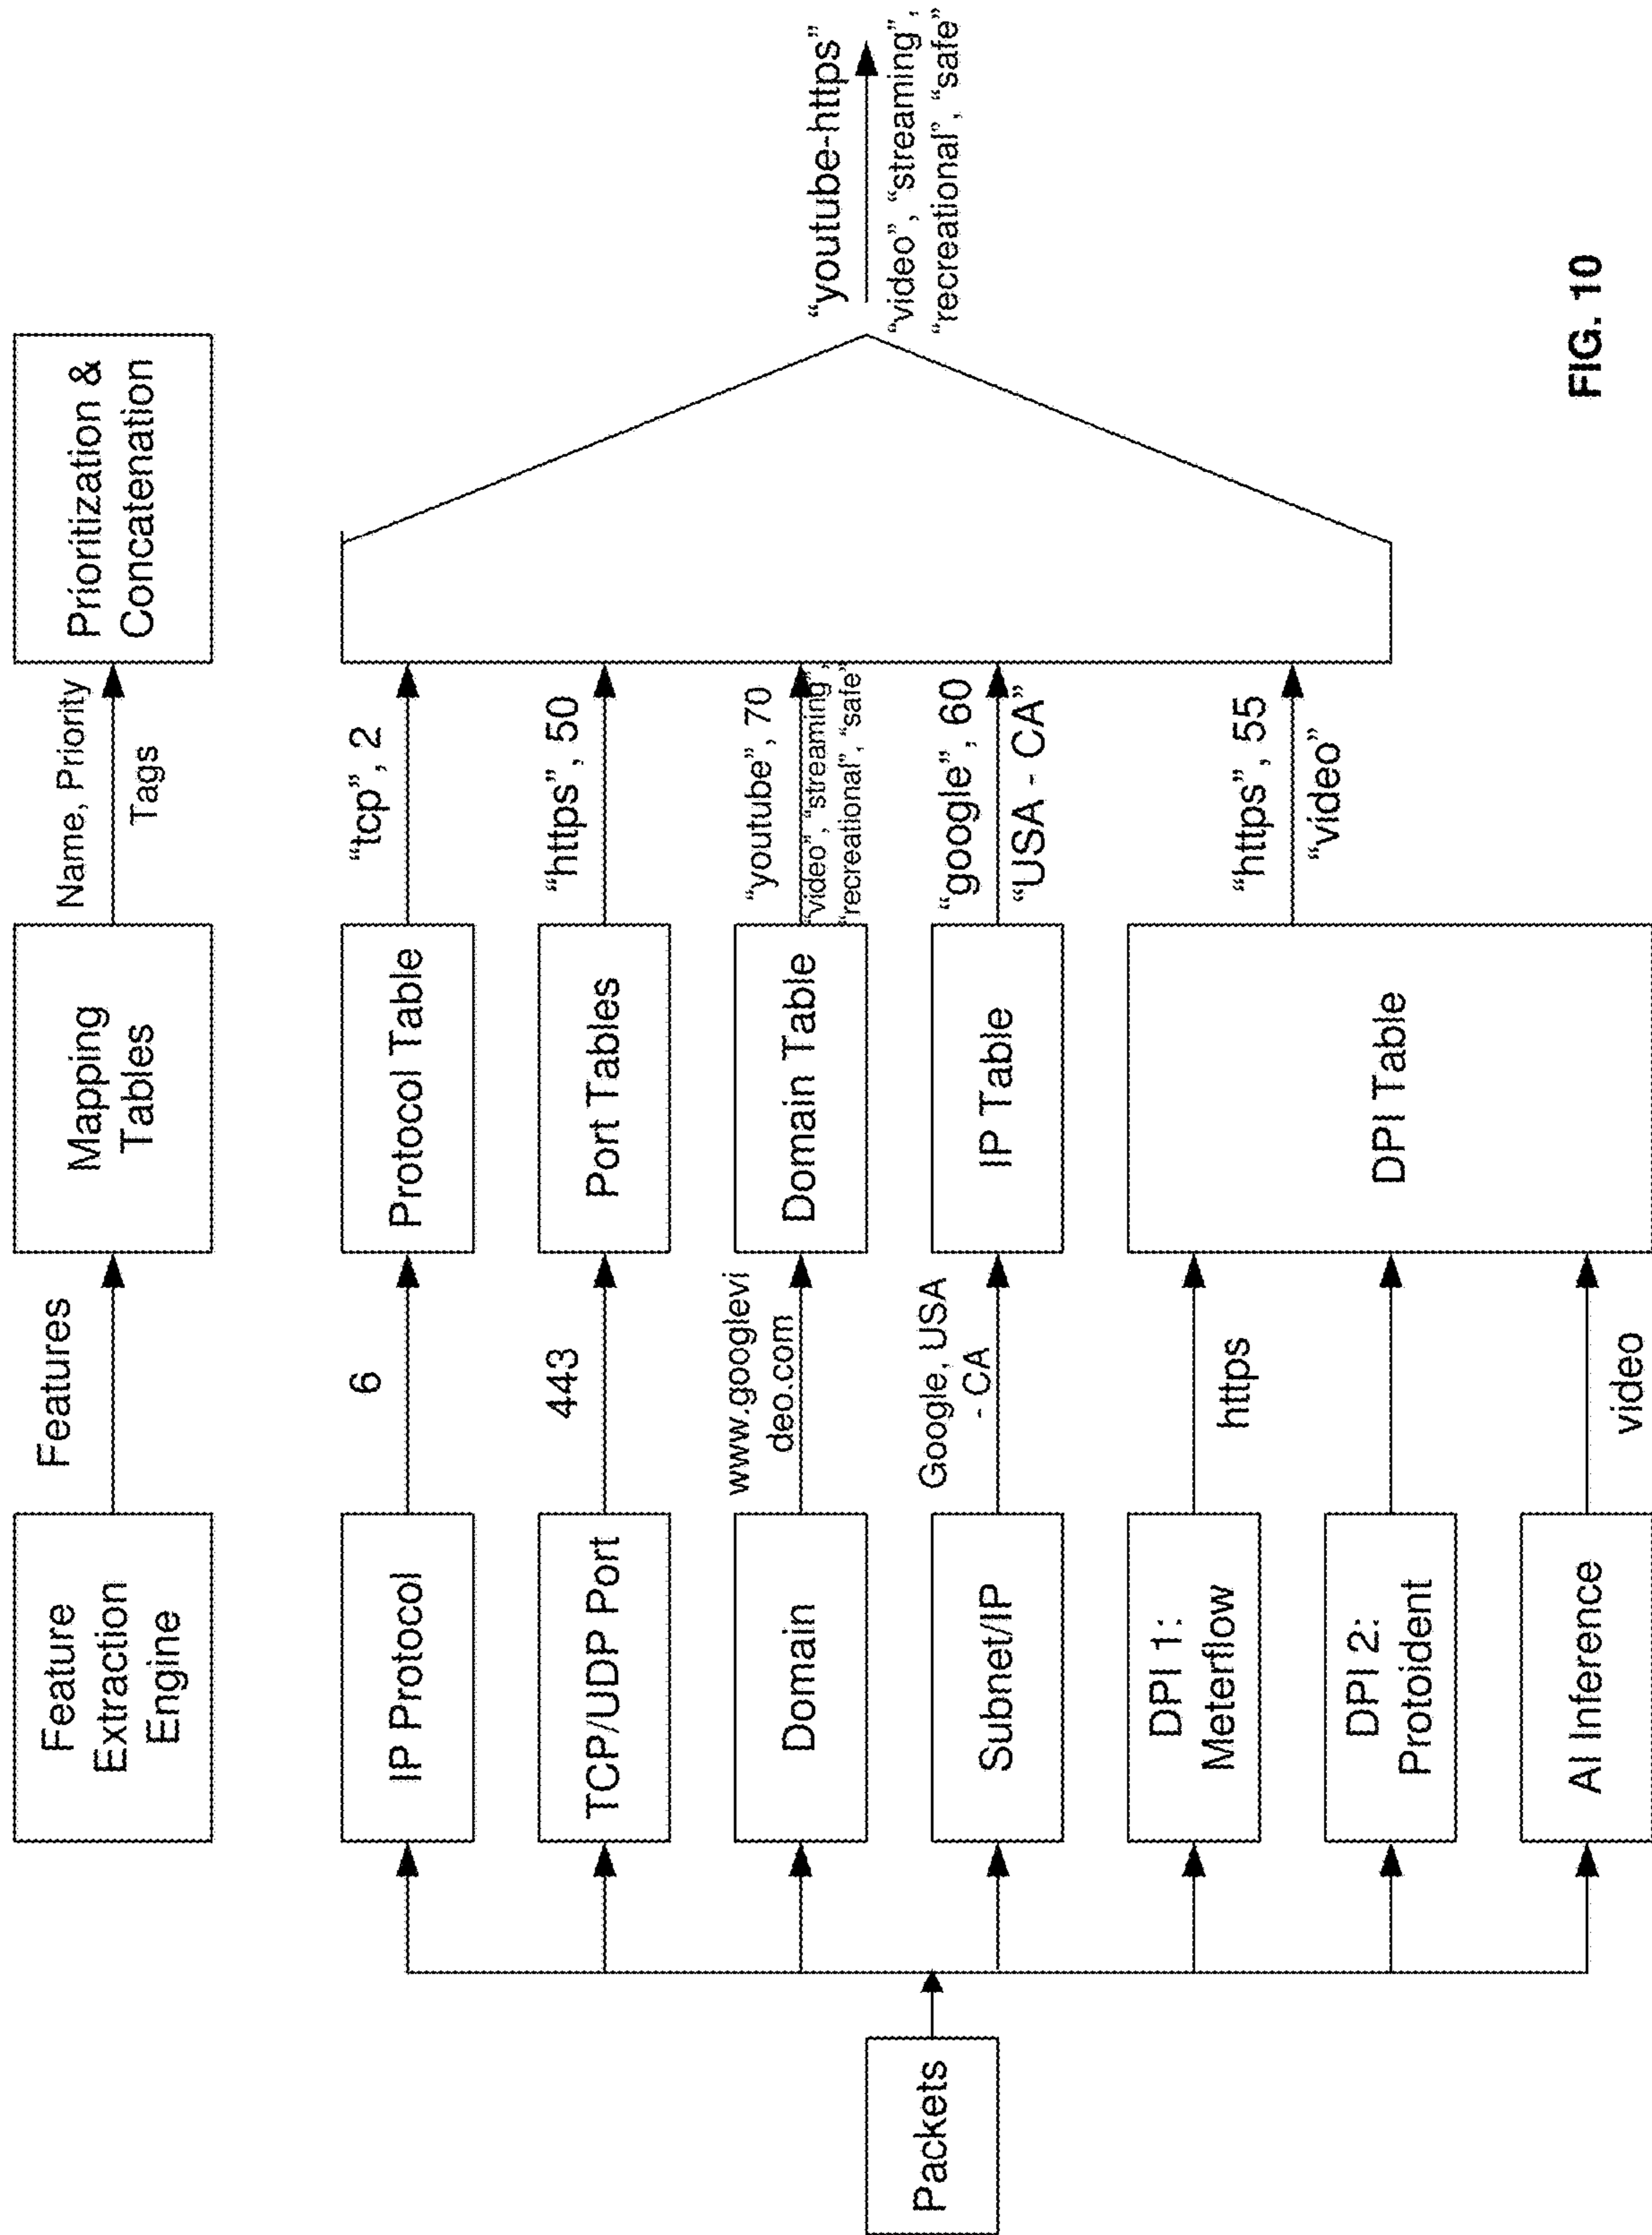 Feature
Extraction
Engine
Features
Mapping
Tables
Name, Priority
Tags
Prioritization &
Concatenation
Packets
IP Protocol
6
Protocol Table
“tcp”, 2
TCP/UDP Port
443
Port Tables
“https”, 50
Domain
www.googlevi
deo.com
Domain Table
“youtube”, 70
“video”, “streaming”,
“recreational”, “safe”
Subnet/IP
Google, USA
- CA
IP Table
“google”, 60
“USA - CA”
DPI 1:
Meterflow
https
DPI 2:
Protoident
AI Inference
video
DPI Table
“https”, 55
“video”
“youtube-https”
“video”, “streaming”,
“recreational”, “safe”
FIG. 10